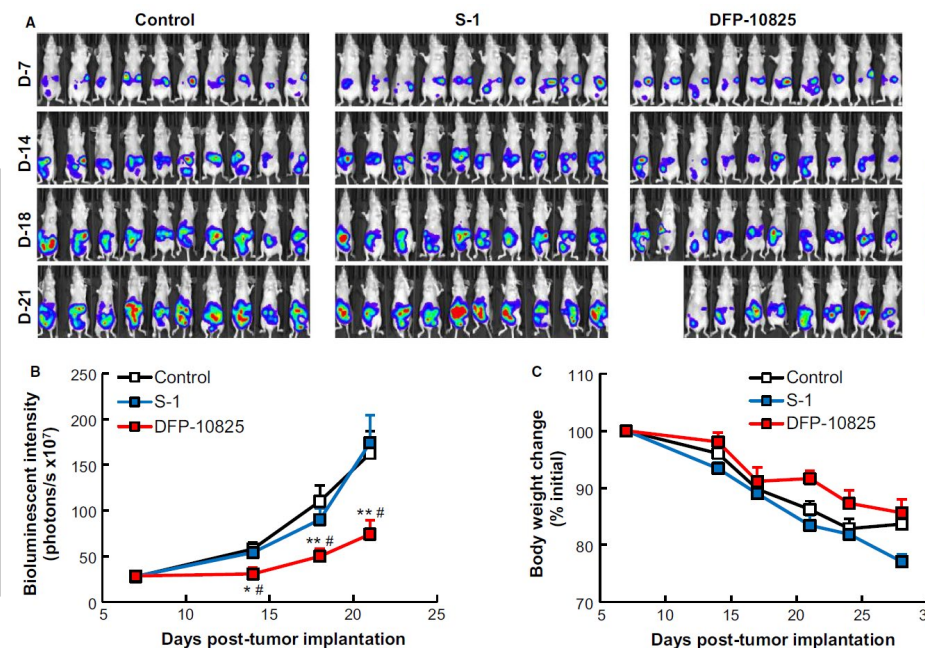 A
Control
S-1
DFP-10825
D-7
D-14
D-18
D-21
B
250
200
150
100
50
0
5
10
15
20
25
Bioluminescent intensity
(photons/s x10⁷)
Days post-tumor implantation
Control
S-1
DFP-10825
* #
** #
** #
C
110
100
90
80
70
5
10
15
20
25
Body weight change
(% initial)
Days post-tumor implantation
Control
S-1
DFP-10825